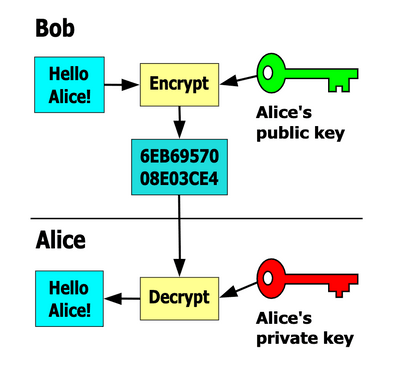 Bob
Hello
Alice!
Encrypt
Alice's
public key
6EB69570
08E03CE4
Alice
Hello
Alice!
Decrypt
Alice's
private key